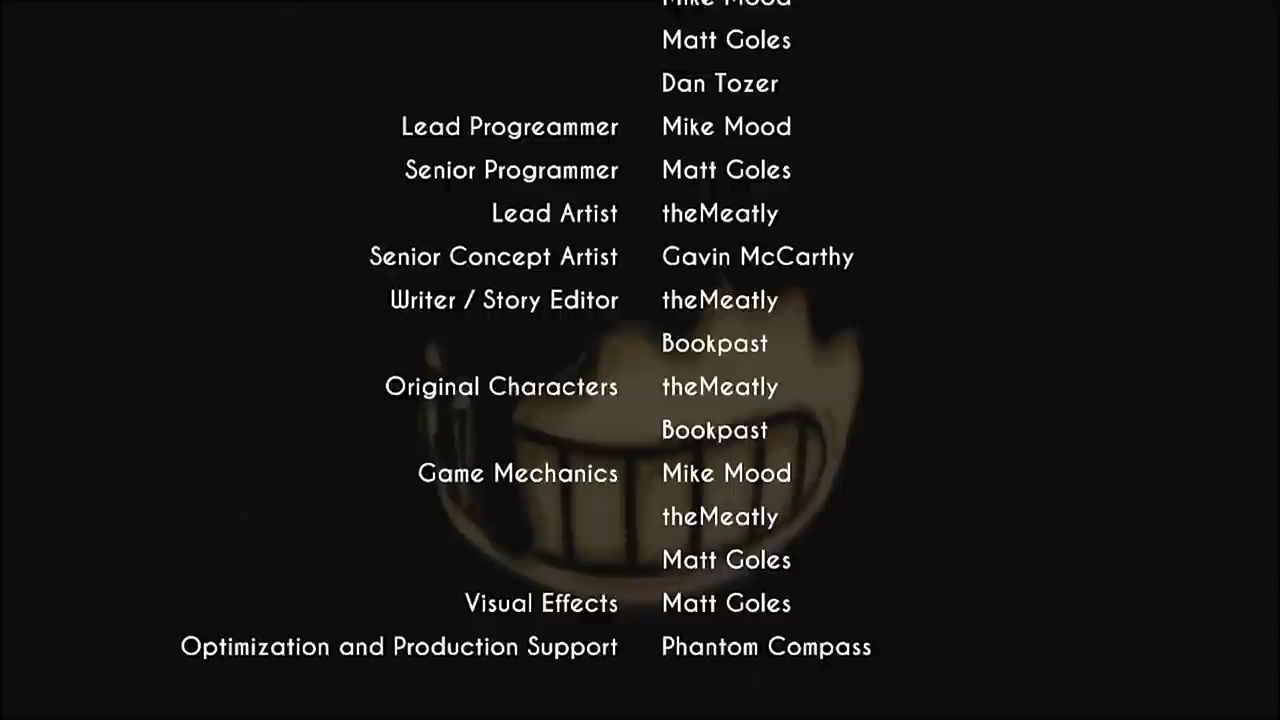 Mike Mood
Matt Goles
Dan Tozer
Lead Progreammer Mike Mood
Senior Programmer Matt Goles
Lead Artist theMeatly
Senior Concept Artist Gavin McCarthy
Writer / Story Editor theMeatly
Bookpast
Original Characters theMeatly
Bookpast
Game Mechanics Mike Mood
theMeatly
Matt Goles
Visual Effects Matt Goles
Optimization and Production Support Phantom Compass